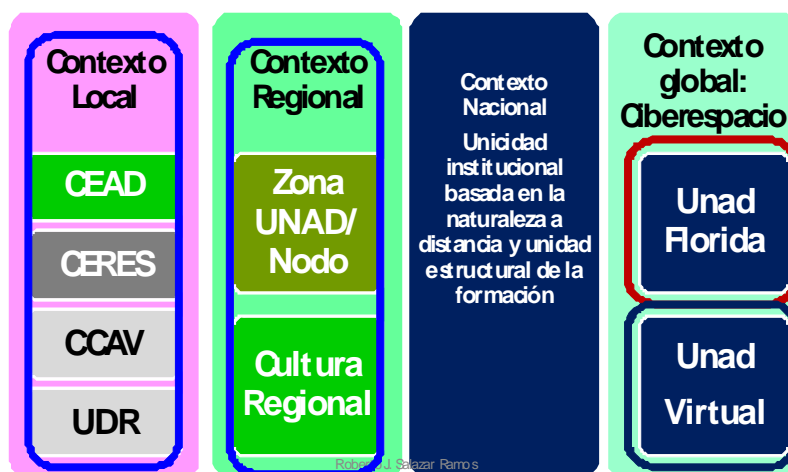 Contexto
Local
CEAD
CERES
CCAV
UDR
Contexto
Regional
Zona
UNAD/
Nodo
Cultura
Regional
Contexto
Nacional
Unicidad
institucional
basada en la
naturaleza a
distancia y unidad
estructural de la
formación
Contexto
global:
Ciberespacio
Unad
Florida
Unad
Virtual
Roberto J. Salazar Ramos